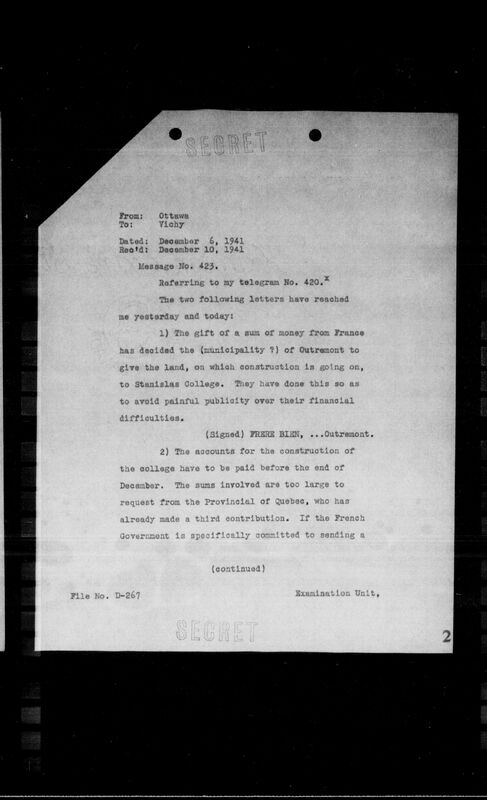 SECRET
From: Ottawa
To: Vichy
Dated: December 6, 1941
Rec'd: December 10, 1941
Message No. 423.
Referring to my telegram No. 420.x
The two following letters have reached
me yesterday and today:
1) The gift of a sum of money from France
has decided the (municipality ?) of Outremont to
give the land, on which construction is going on,
to Stanislas College. They have done this so as
to avoid painful publicity over their financial
difficulties.
(Signed) FRERE BIEN, ...Outremont.
2) The accounts for the construction of
the college have to be paid before the end of
December. The sums involved are too large to
request from the Provincial of Quebec, who has
already made a third contribution. If the French
Government is specifically committed to sending a
(continued)
File No. D-267
Examination Unit,
SECRET
2